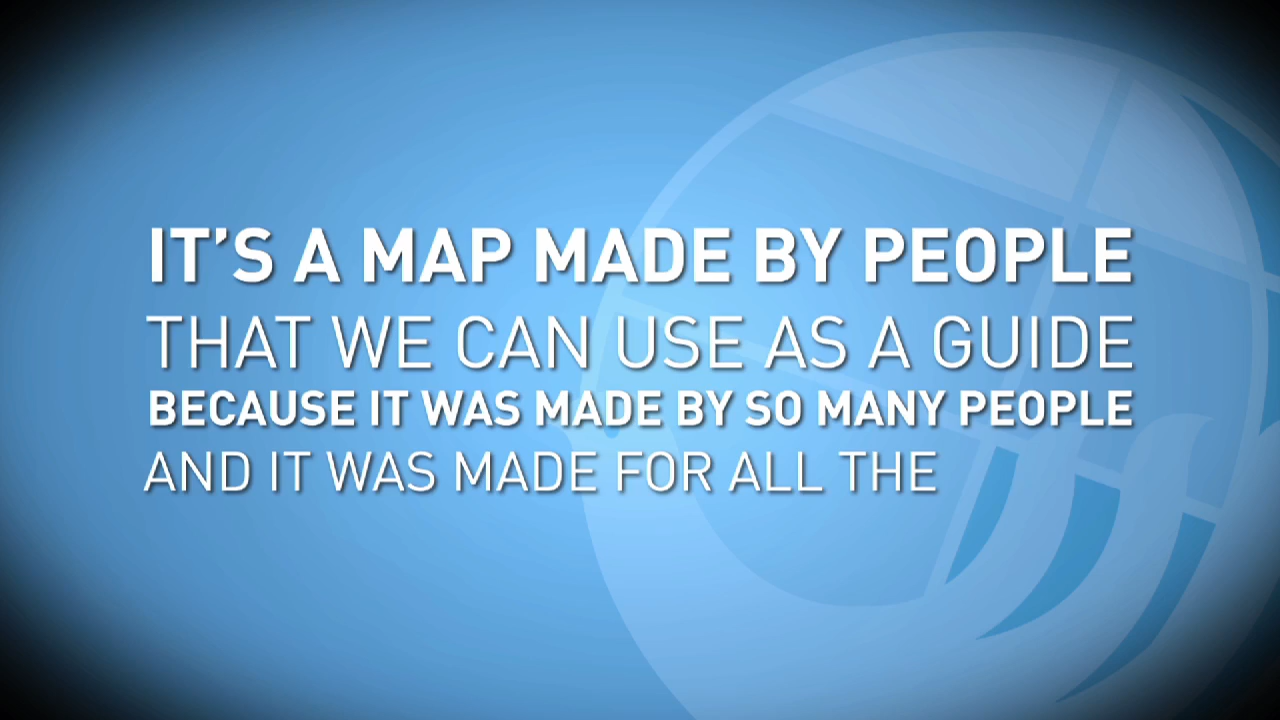 IT'S A MAP MADE BY PEOPLE
THAT WE CAN USE AS A GUIDE
BECAUSE IT WAS MADE BY SO MANY PEOPLE
AND IT WAS MADE FOR ALL THE